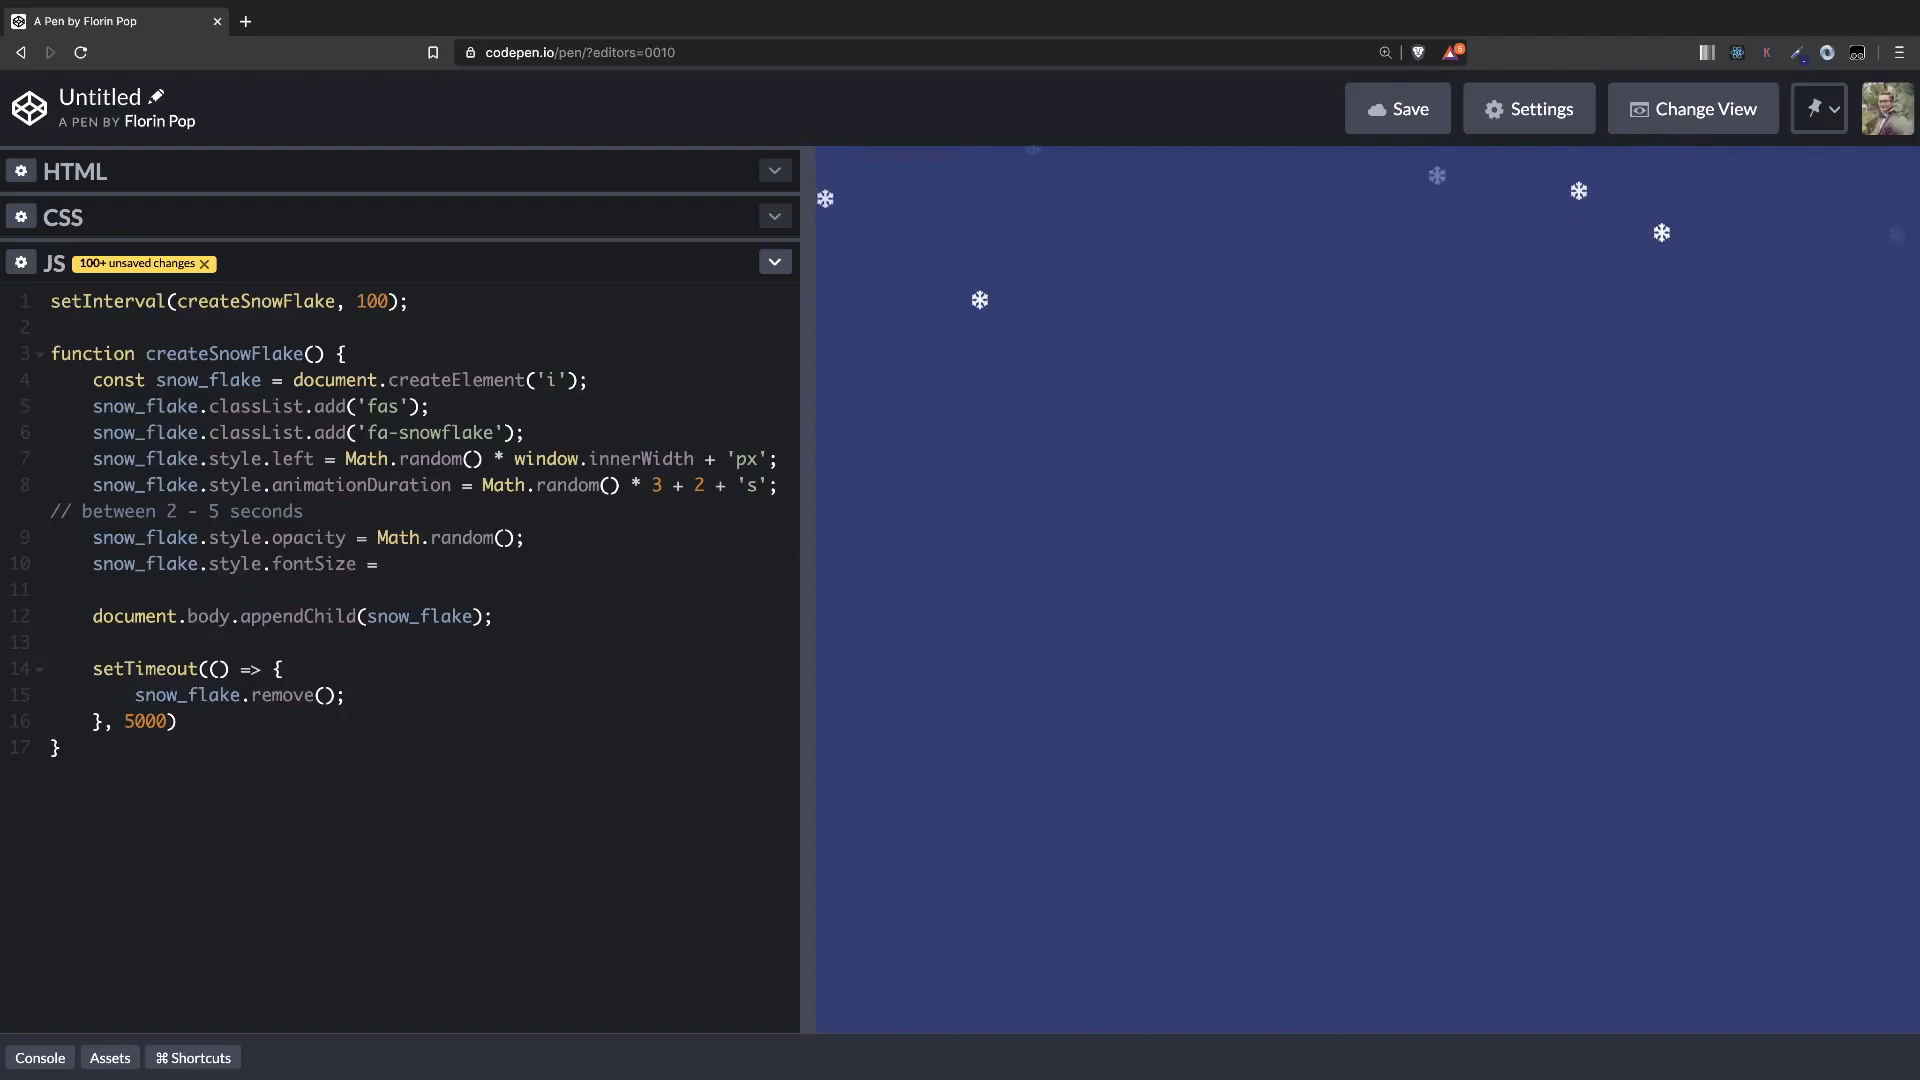 A Pen by Florin Pop
codepen.io/pen/?editors=0010
5
Untitled
A PEN BY Florin Pop
Save
Settings
Change View
HTML
CSS
JS 100+ unsaved changes
1 setInterval(createSnowFlake, 100);
2
3 function createSnowFlake() {
4 const snow_flake = document.createElement('i');
5 snow_flake.classList.add('fas');
6 snow_flake.classList.add('fa-snowflake');
7 snow_flake.style.left = Math.random() * window.innerWidth + 'px';
8 snow_flake.style.animationDuration = Math.random() * 3 + 2 + 's';
// between 2 - 5 seconds
9 snow_flake.style.opacity = Math.random();
10 snow_flake.style.fontSize =
11
12 document.body.appendChild(snow_flake);
13
14 setTimeout(() => {
15 snow_flake.remove();
16 }, 5000)
17 }
Console
Assets
⌘ Shortcuts